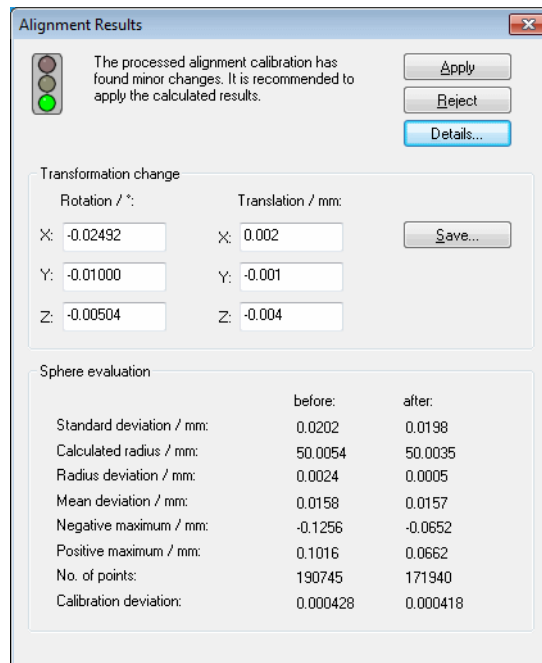 Alignment Results
The processed alignment calibration has
found minor changes. It is recommended to
apply the calculated results.
Apply
Reject
Details...
Transformation change
Rotation / °: Translation / mm:
X: -0.02492 X: 0.002 Save...
Y: -0.01000 Y: -0.001
Z: -0.00504 Z: -0.004
Sphere evaluation
before: after:
Standard deviation / mm: 0.0202 0.0198
Calculated radius / mm: 50.0054 50.0035
Radius deviation / mm: 0.0024 0.0005
Mean deviation / mm: 0.0158 0.0157
Negative maximum / mm: -0.1256 -0.0652
Positive maximum / mm: 0.1016 0.0662
No. of points: 190745 171940
Calibration deviation: 0.000428 0.000418